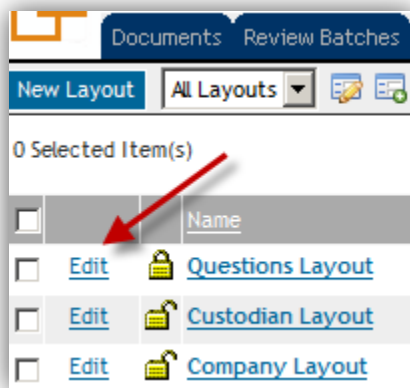 Documents Review Batches
New Layout All Layouts
0 Selected Item(s)
Name
Edit Questions Layout
Edit Custodian Layout
Edit Company Layout